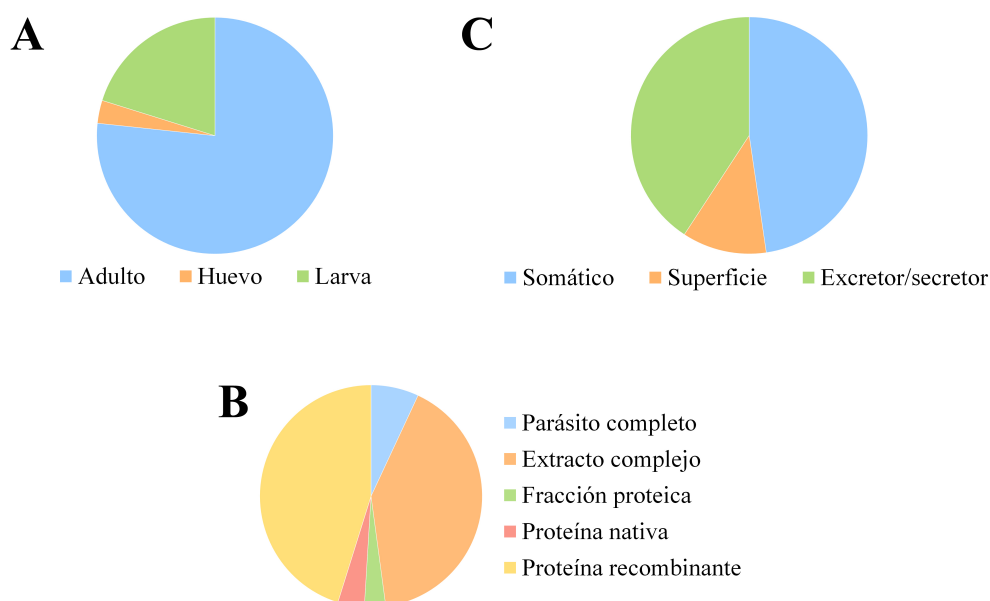 A
C
Adulto Huevo Larva
Somático Superficie Excretor/secretor
B
Parásito completo
Extracto complejo
Fracción proteica
Proteína nativa
Proteína recombinante